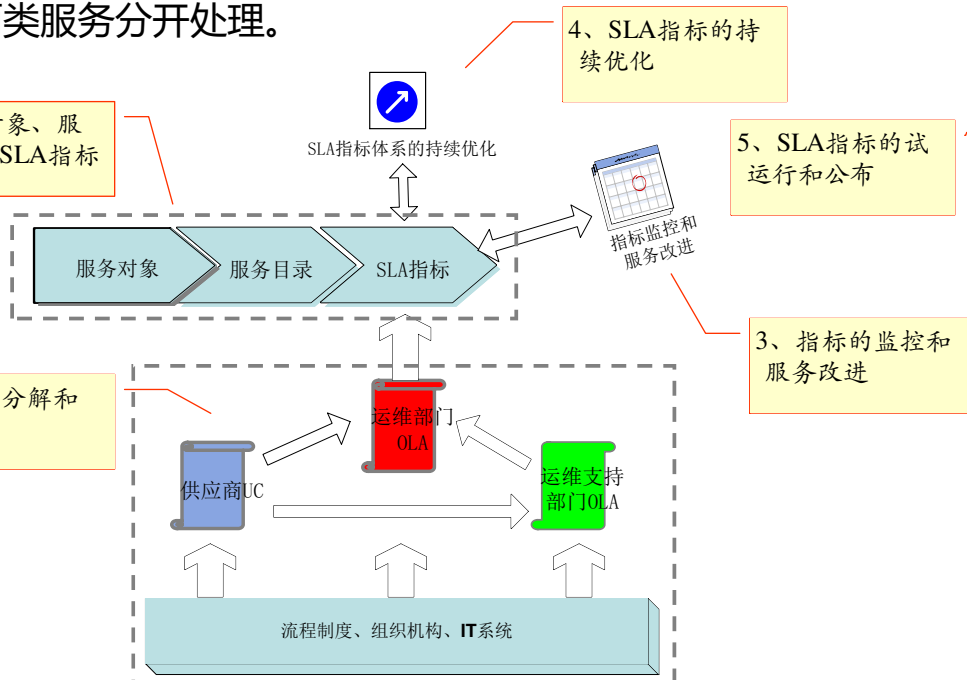 类服务分开处理。
4、SLA指标的持
续优化
象、服
SLA指标
SLA指标体系的持续优化
5、SLA指标的试
运行和公布
指标监控和
服务改进
服务对象
服务目录
SLA指标
3、指标的监控和
服务改进
分解和
运维部门
OLA
供应商UC
运维支持
部门OLA
流程制度、组织机构、IT系统